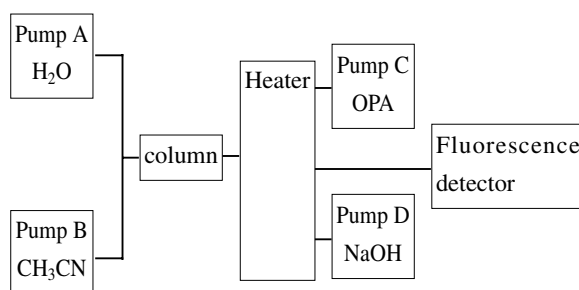 Pump A
H₂O
Pump B
CH₃CN
column
Heater
Pump C
OPA
Pump D
NaOH
Fluorescence
detector